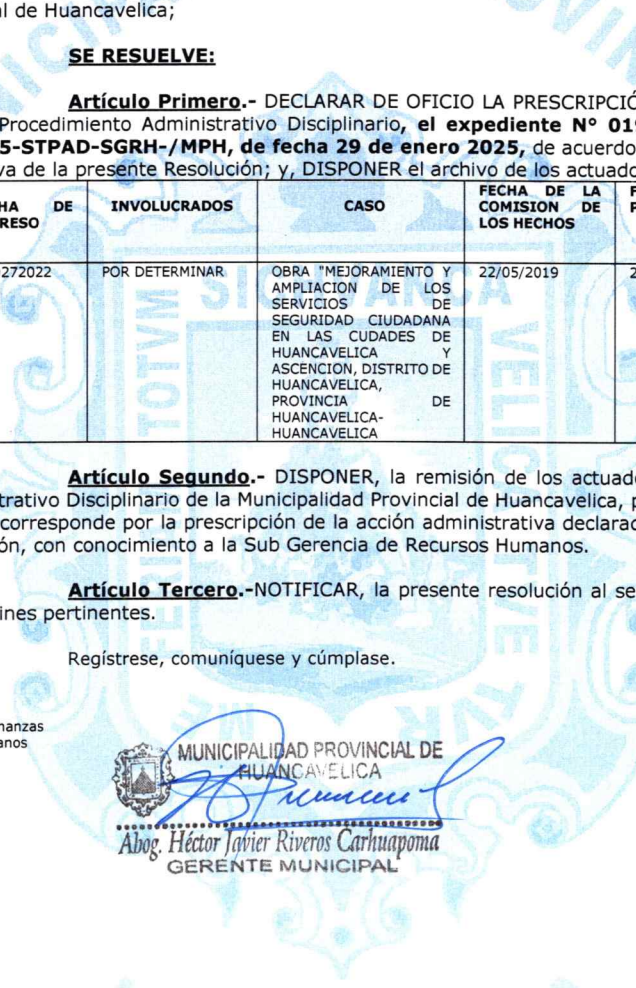 al de Huancavelica;
SE RESUELVE:
Artículo Primero.- DECLARAR DE OFICIO LA PRESCRIPCIÓ
Procedimiento Administrativo Disciplinario, el expediente N° 01
5-STPAD-SGRH-/MPH, de fecha 29 de enero 2025, de acuerdo
va de la presente Resolución; y, DISPONER el archivo de los actuado
HA DE
RESO
INVOLUCRADOS
CASO
FECHA DE LA
COMISION DE
LOS HECHOS
F
P
272022
POR DETERMINAR
OBRA "MEJORAMIENTO Y
AMPLIACION DE LOS
SERVICIOS DE
SEGURIDAD CIUDADANA
EN LAS CUDADES DE
HUANCAVELICA Y
ASCENCION, DISTRITO DE
HUANCAVELICA,
PROVINCIA DE
HUANCAVELICA-
HUANCAVELICA
22/05/2019
2
Artículo Segundo.- DISPONER, la remisión de los actuado
trativo Disciplinario de la Municipalidad Provincial de Huancavelica, p
corresponde por la prescripción de la acción administrativa declarad
ón, con conocimiento a la Sub Gerencia de Recursos Humanos.
Artículo Tercero.-NOTIFICAR, la presente resolución al se
ines pertinentes.
Regístrese, comuníquese y cúmplase.
nanzas
anos
MUNICIPALIDAD PROVINCIAL DE
HUANCAVELICA
Abog. Héctor Javier Riveros Carhuapoma
GERENTE MUNICIPAL